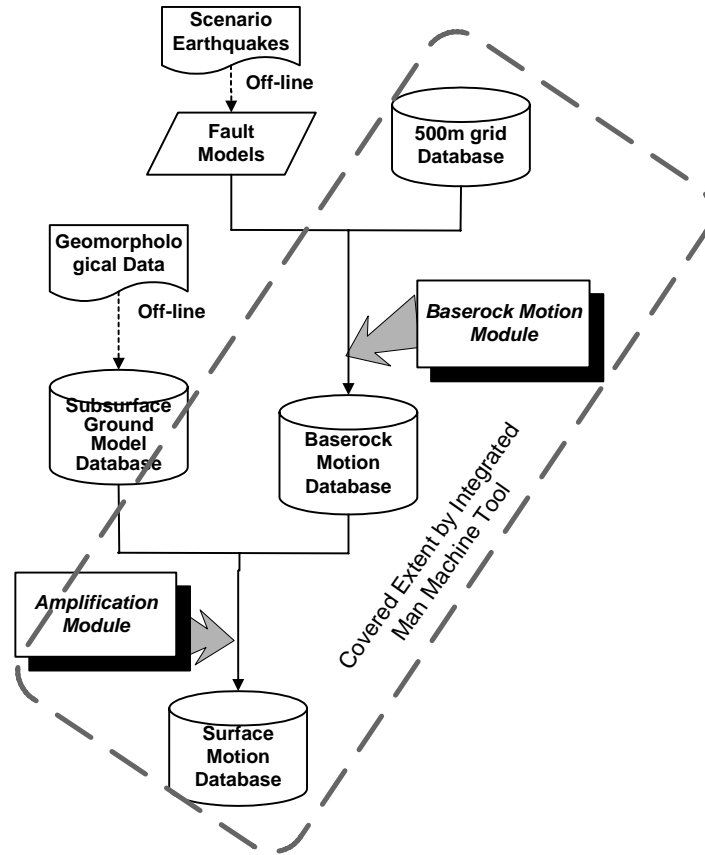 Scenario
Earthquakes
Off-line
Fault
Models
500m grid
Database
Geomorpholo
gical Data
Off-line
Baserock Motion
Module
Subsurface
Ground
Model
Database
Baserock
Motion
Database
Covered Extent by Integrated
Man Machine Tool
Amplification
Module
Surface
Motion
Database